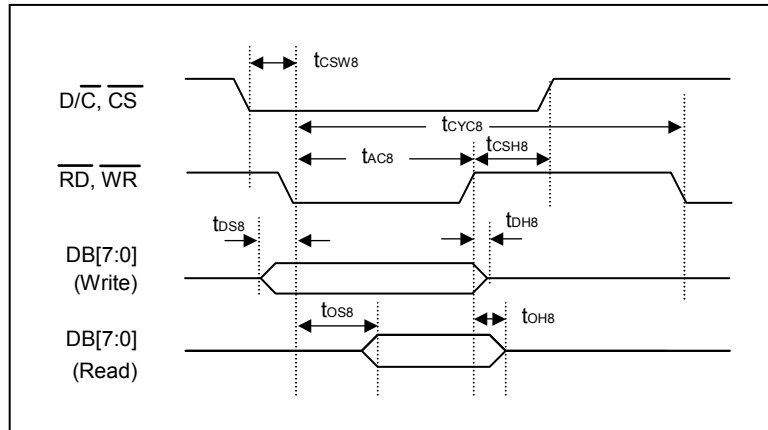 tCSW8
D/C, CS
tCYC8
tAC8
tCSH8
RD, WR
tDS8
tDH8
DB[7:0]
(Write)
tOS8
tOH8
DB[7:0]
(Read)